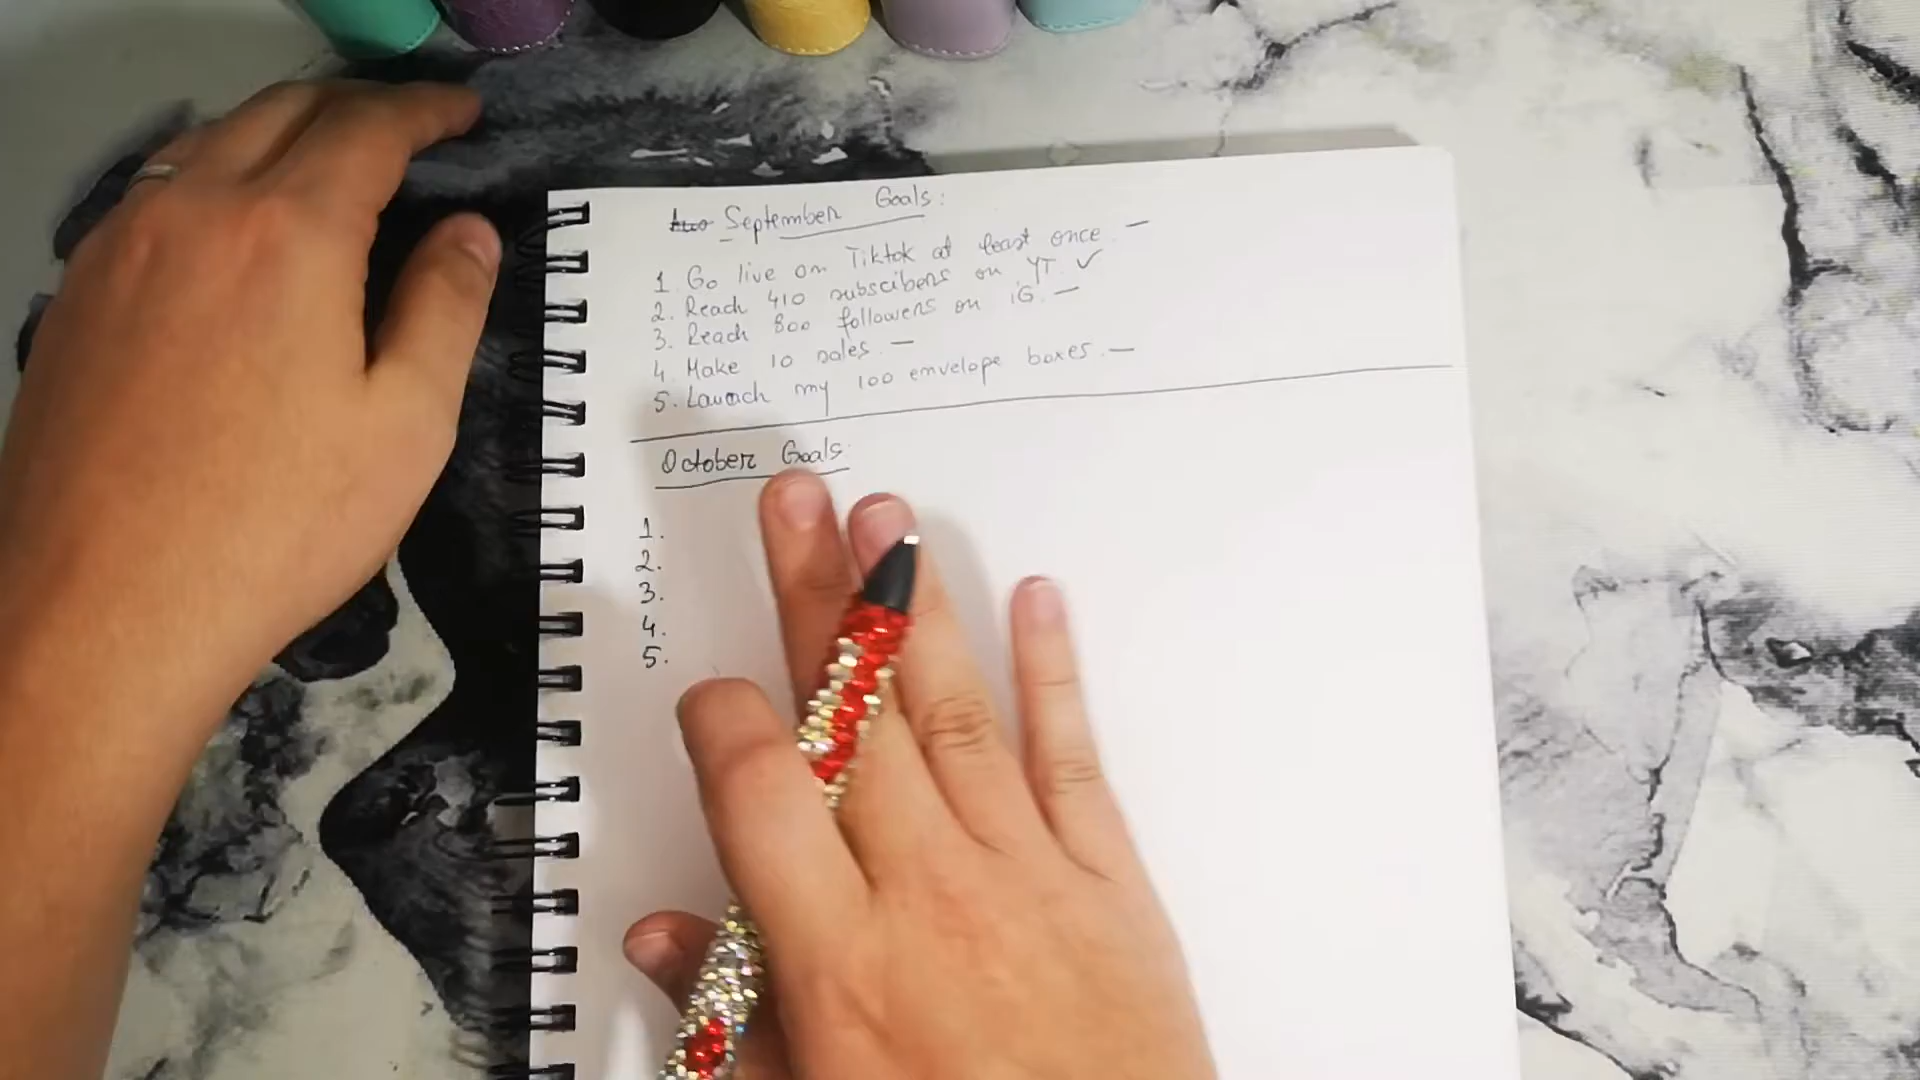 September Goals:
1. Go live on Tiktok at least once. —
2. Reach 410 subscibers on YT. ✓
3. Reach 800 followers on iG. —
4. Make 10 sales. —
5. Launch my 100 envelope boxes. —
October Goals:
1.
2.
3.
4.
5.